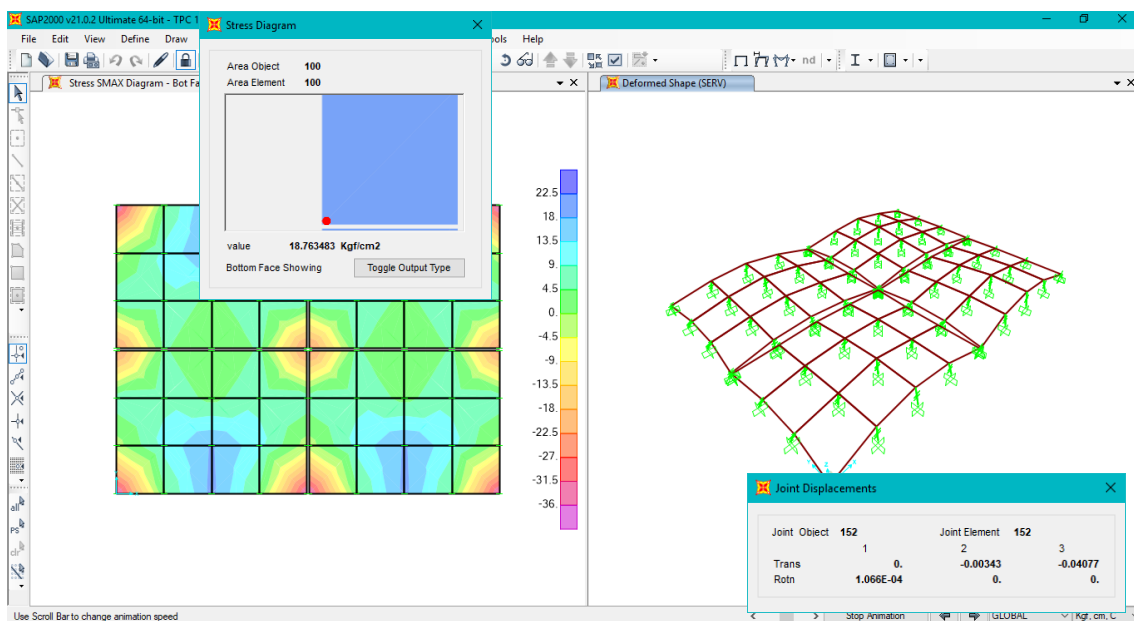 SAP2000 v21.0.2 Ultimate 64-bit - TPC 1
File Edit View Define Draw
ools Help
nd
Stress SMAX Diagram - Bot Fa
Deformed Shape (SERV)
Stress Diagram
Area Object 100
Area Element 100
value 18.763483 Kgf/cm2
Bottom Face Showing Toggle Output Type
22.5
18.
13.5
9
4.5
0.
-4.5
-9.
-13.5
-18.
-22.5
-27.
-31.5
-36.
all
PS
clr
Joint Displacements
Joint Object 152 Joint Element 152
1 2 3
Trans 0. -0.00343 -0.04077
Rotn 1.066E-04 0. 0.
Use Scroll Bar to change animation speed
Stop Animation GLOBAL Kgf, cm, C